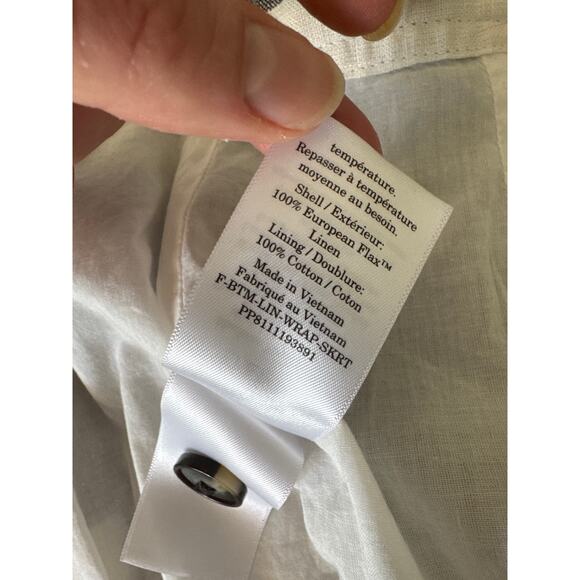 température.
Repasser à température
moyenne au besoin.
Shell / Extérieur:
100% European Flax™
Linen
Lining / Doublure:
100% Cotton / Coton
Made in Vietnam
Fabriqué au Vietnam
F-BTM-LIN-WRAP-SKRT
PP8111193891